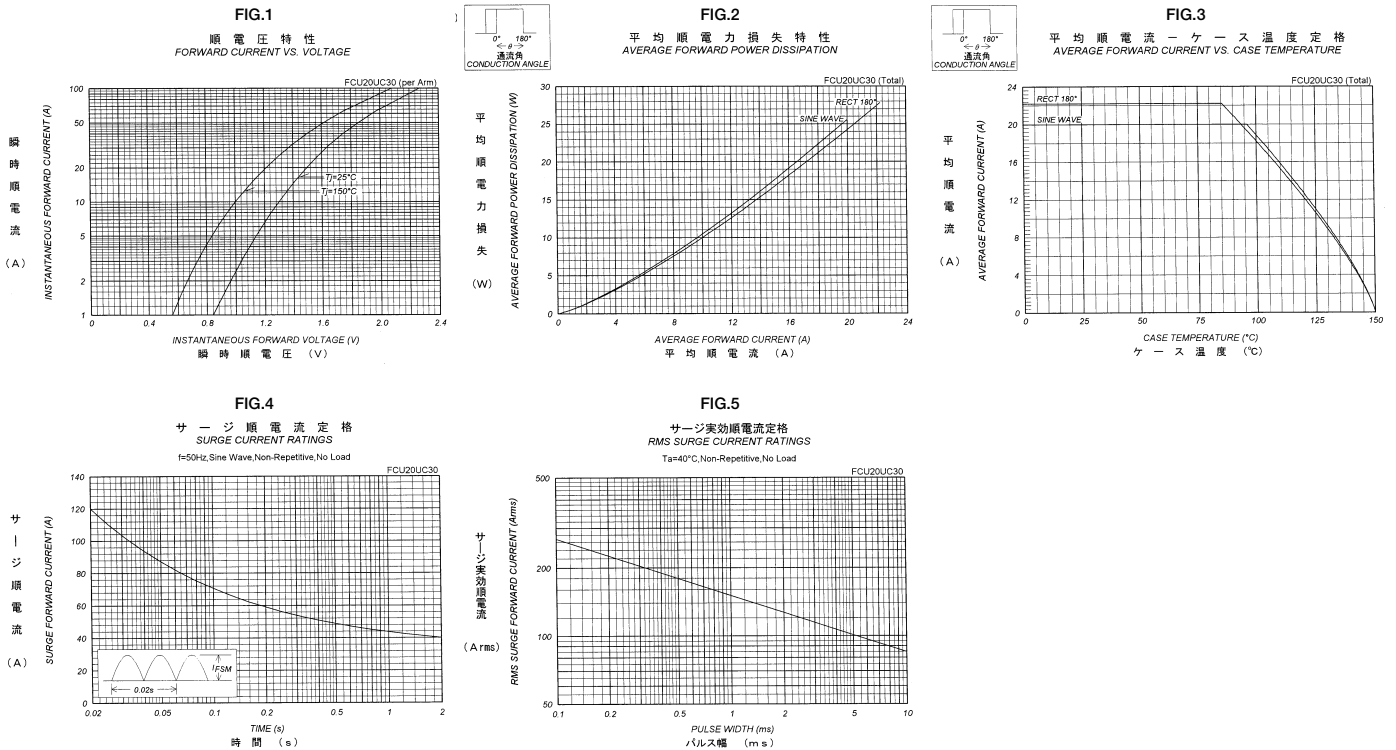 FIG.1
順電圧特性
FORWARD CURRENT VS. VOLTAGE
FCU20UC30 (per Arm)
瞬時順電流 (A)
INSTANTANEOUS FORWARD CURRENT (A)
100
50
20
10
5
2
1
Tj=25°C
Tj=150°C
0 0.4 0.8 1.2 1.6 2.0 2.4
INSTANTANEOUS FORWARD VOLTAGE (V)
瞬時順電圧 (V)
FIG.2
0° 180°
θ
通流角
CONDUCTION ANGLE
平均順電力損失特性
AVERAGE FORWARD POWER DISSIPATION
FCU20UC30 (Total)
平均順電力損失 (W)
AVERAGE FORWARD POWER DISSIPATION (W)
30
25
20
15
10
5
0
RECT 180°
SINE WAVE
0 4 8 12 16 20 24
AVERAGE FORWARD CURRENT (A)
平均順電流 (A)
FIG.3
0° 180°
θ
通流角
CONDUCTION ANGLE
平均順電流－ケース温度定格
AVERAGE FORWARD CURRENT VS. CASE TEMPERATURE
FCU20UC30 (Total)
平均順電流 (A)
AVERAGE FORWARD CURRENT (A)
24
20
16
12
8
4
0
RECT 180°
SINE WAVE
0 25 50 75 100 125 150
CASE TEMPERATURE (°C)
ケース温度 (℃)
FIG.4
サージ順電流定格
SURGE CURRENT RATINGS
f=50Hz,Sine Wave,Non-Repetitive,No Load
FCU20UC30
サージ順電流 (A)
SURGE FORWARD CURRENT (A)
140
120
100
80
60
40
20
0
IFSM
0.02s
0.02 0.05 0.1 0.2 0.5 1 2
TIME (s)
時間 (s)
FIG.5
サージ実効順電流定格
RMS SURGE CURRENT RATINGS
Ta=40°C,Non-Repetitive,No Load
FCU20UC30
サージ実効順電流 (Arms)
RMS SURGE FORWARD CURRENT (Arms)
500
200
100
50
0.1 0.2 0.5 1 2 5 10
PULSE WIDTH (ms)
パルス幅 (ms)